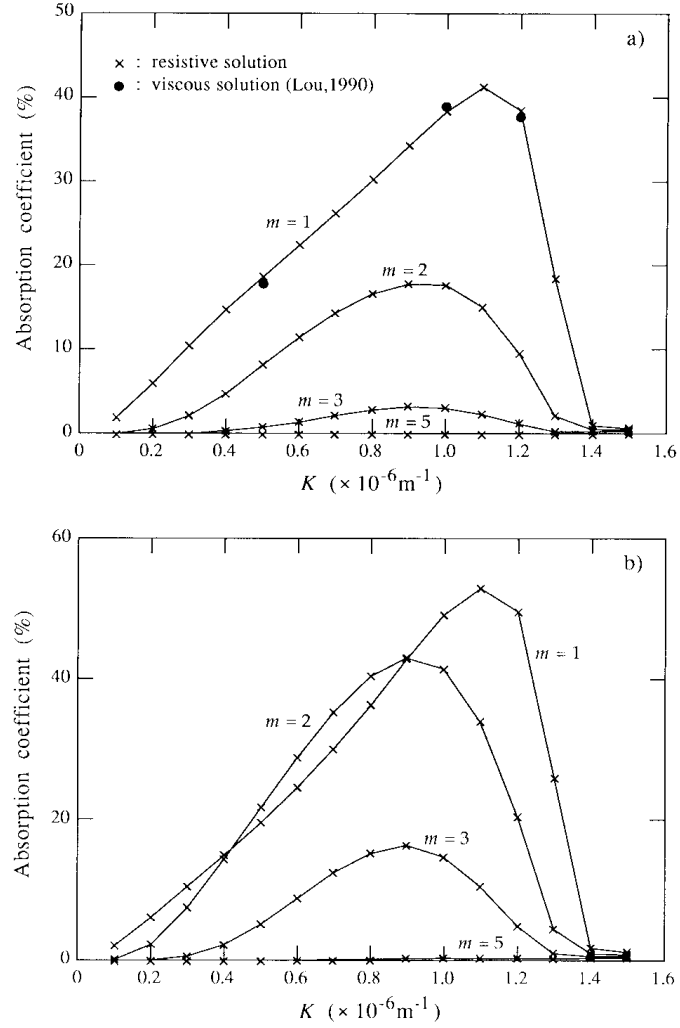 50
a)
× : resistive solution
● : viscous solution (Lou,1990)
40
30
m = 1
20
m = 2
10
m = 3
m = 5
0
0 0.2 0.4 0.6 0.8 1.0 1.2 1.4 1.6
Absorption coefficient (%)
K (× 10⁻⁶m⁻¹)
60
b)
m = 1
40
m = 2
20
m = 3
m = 5
0
0 0.2 0.4 0.6 0.8 1.0 1.2 1.4 1.6
Absorption coefficient (%)
K (× 10⁻⁶m⁻¹)